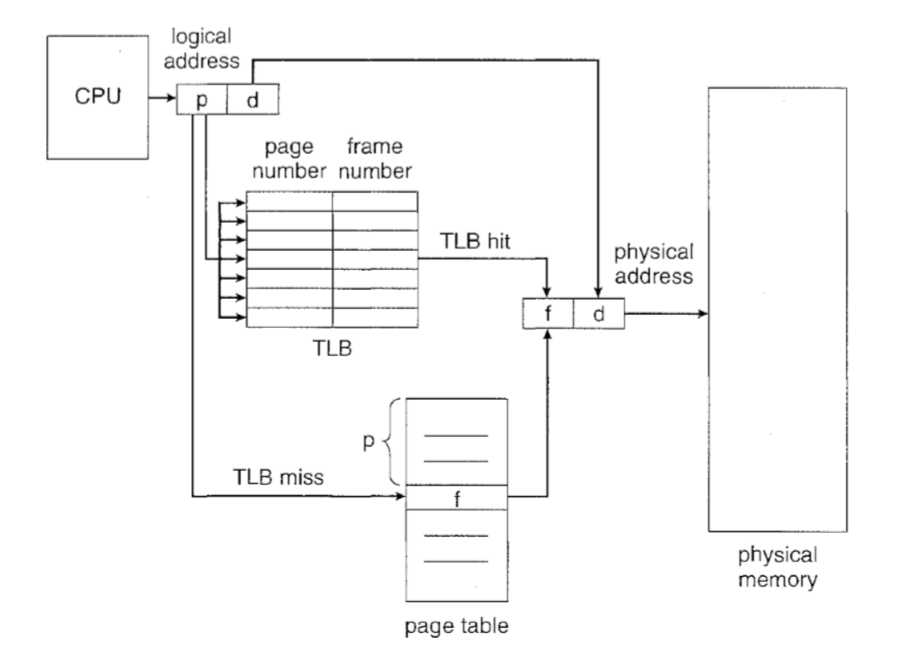 logical
address
CPU
p
d
page
number
frame
number
TLB hit
physical
address
f
d
TLB
p
TLB miss
f
page table
physical
memory